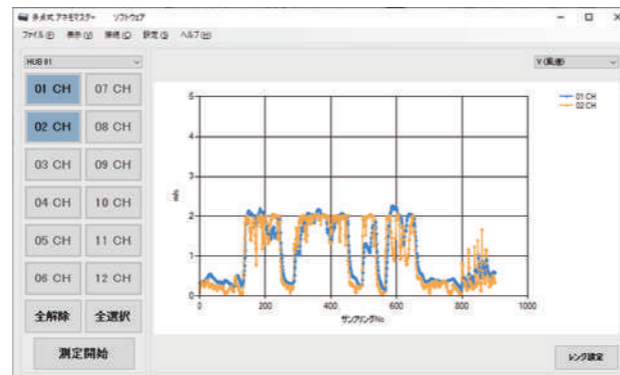 多点式アネモマスター ソフトウェア
ファイル(F) 表示(V) 接続(C) 設定(S) ヘルプ(H)
HUB 01
V(風速)
01 CH 07 CH
02 CH 08 CH
03 CH 09 CH
04 CH 10 CH
05 CH 11 CH
06 CH 12 CH
全解除 全選択
測定開始
01 CH
02 CH
5
4
3
2
1
0
m/s
0 200 400 600 800 1000
サンプリングNo
レンジ設定